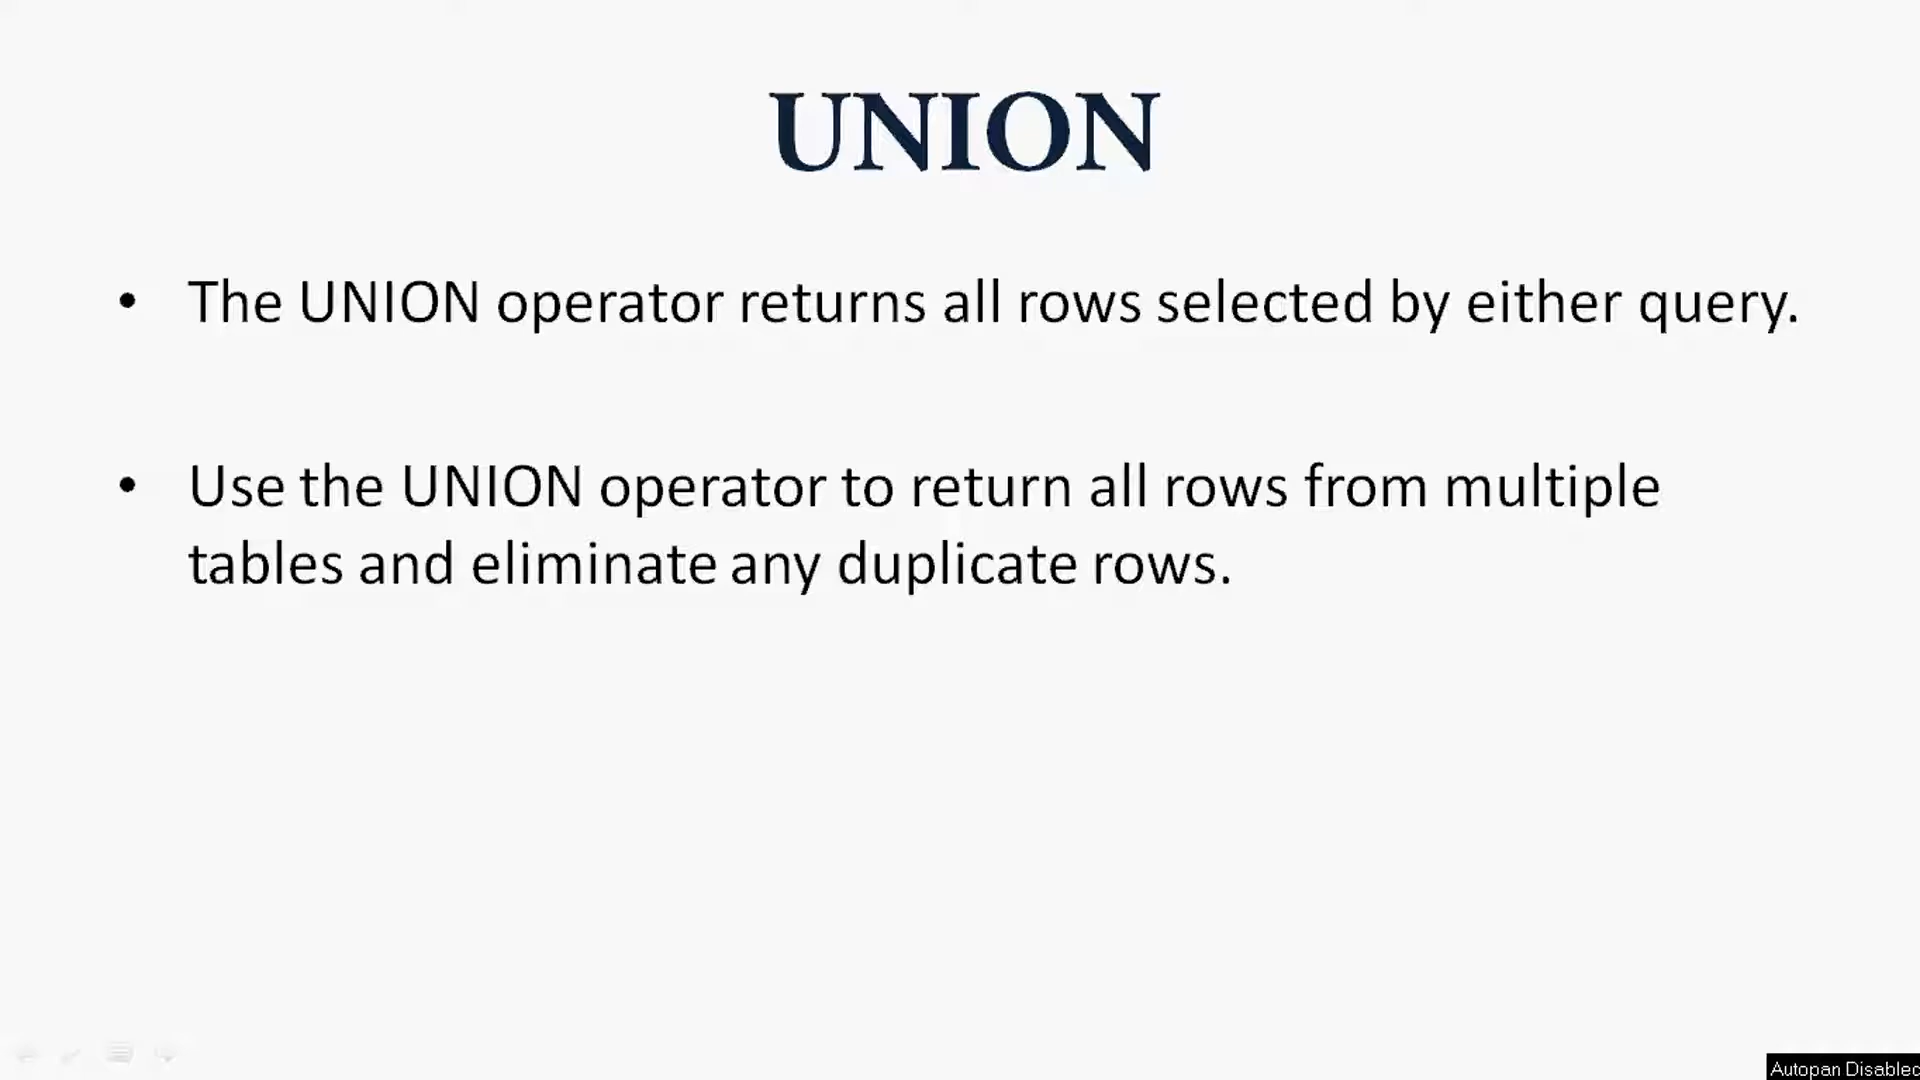 UNION
• The UNION operator returns all rows selected by either query.
• Use the UNION operator to return all rows from multiple
tables and eliminate any duplicate rows.
Autopan Disabled